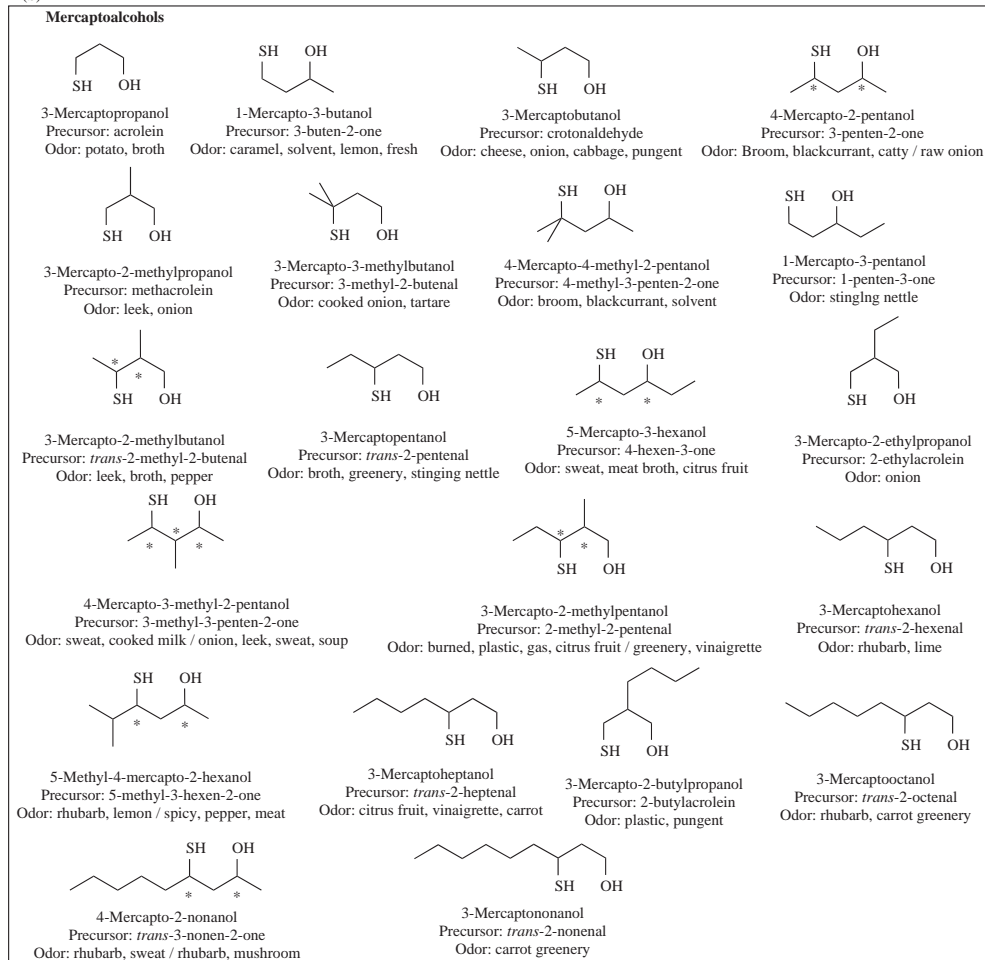 Mercaptoalcohols
SH OH
3-Mercaptopropanol
Precursor: acrolein
Odor: potato, broth
SH OH
1-Mercapto-3-butanol
Precursor: 3-buten-2-one
Odor: caramel, solvent, lemon, fresh
SH OH
3-Mercaptobutanol
Precursor: crotonaldehyde
Odor: cheese, onion, cabbage, pungent
SH OH
* *
4-Mercapto-2-pentanol
Precursor: 3-penten-2-one
Odor: Broom, blackcurrant, catty / raw onion
SH OH
3-Mercapto-2-methylpropanol
Precursor: methacrolein
Odor: leek, onion
SH OH
3-Mercapto-3-methylbutanol
Precursor: 3-methyl-2-butenal
Odor: cooked onion, tartare
SH OH
4-Mercapto-4-methyl-2-pentanol
Precursor: 4-methyl-3-penten-2-one
Odor: broom, blackcurrant, solvent
SH OH
1-Mercapto-3-pentanol
Precursor: 1-penten-3-one
Odor: stinglng nettle
* *
SH OH
3-Mercapto-2-methylbutanol
Precursor: trans-2-methyl-2-butenal
Odor: leek, broth, pepper
SH OH
3-Mercaptopentanol
Precursor: trans-2-pentenal
Odor: broth, greenery, stinging nettle
SH OH
* *
5-Mercapto-3-hexanol
Precursor: 4-hexen-3-one
Odor: sweat, meat broth, citrus fruit
SH OH
3-Mercapto-2-ethylpropanol
Precursor: 2-ethylacrolein
Odor: onion
SH OH
* * *
4-Mercapto-3-methyl-2-pentanol
Precursor: 3-methyl-3-penten-2-one
Odor: sweat, cooked milk / onion, leek, sweat, soup
* *
SH OH
3-Mercapto-2-methylpentanol
Precursor: 2-methyl-2-pentenal
Odor: burned, plastic, gas, citrus fruit / greenery, vinaigrette
SH OH
3-Mercaptohexanol
Precursor: trans-2-hexenal
Odor: rhubarb, lime
SH OH
* *
5-Methyl-4-mercapto-2-hexanol
Precursor: 5-methyl-3-hexen-2-one
Odor: rhubarb, lemon / spicy, pepper, meat
SH OH
3-Mercaptoheptanol
Precursor: trans-2-heptenal
Odor: citrus fruit, vinaigrette, carrot
SH OH
3-Mercapto-2-butylpropanol
Precursor: 2-butylacrolein
Odor: plastic, pungent
SH OH
3-Mercaptooctanol
Precursor: trans-2-octenal
Odor: rhubarb, carrot greenery
SH OH
* *
4-Mercapto-2-nonanol
Precursor: trans-3-nonen-2-one
Odor: rhubarb, sweat / rhubarb, mushroom
SH OH
3-Mercaptononanol
Precursor: trans-2-nonenal
Odor: carrot greenery